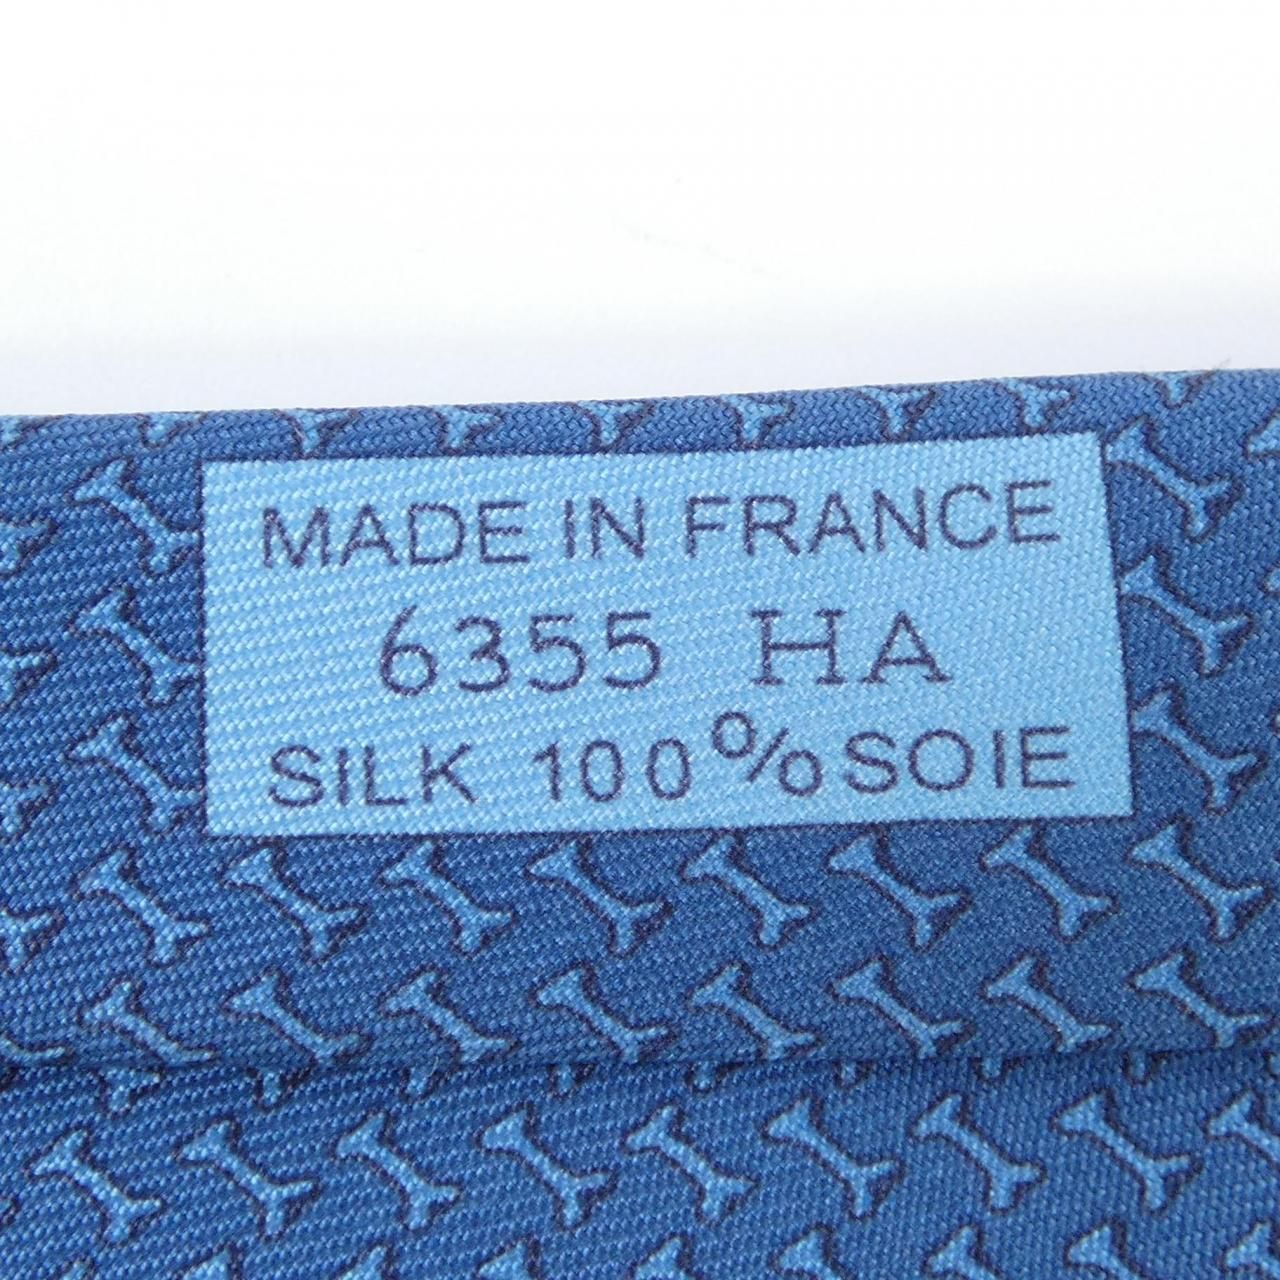 MADE IN FRANCE
6355 HA
SILK 100% SOIE